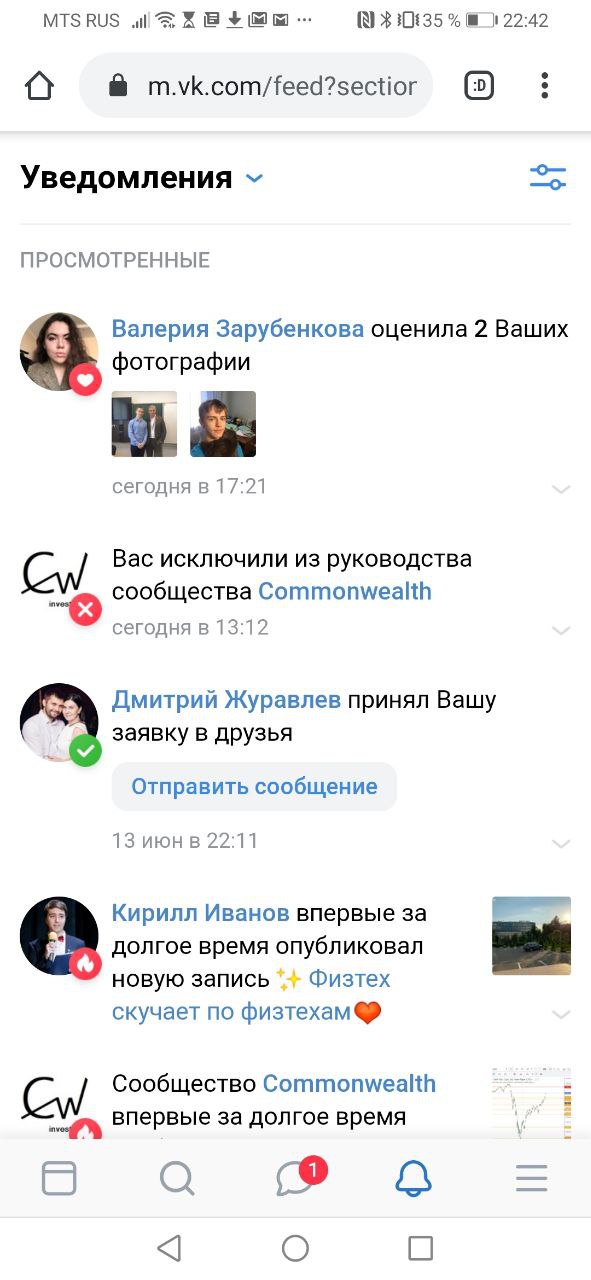 MTS RUS 35 % 22:42
m.vk.com/feed?section
Уведомления
ПРОСМОТРЕННЫЕ
Валерия Зарубенкова оценила 2 Ваших
фотографии
сегодня в 17:21
Cw
invest
Вас исключили из руководства
сообщества Commonwealth
сегодня в 13:12
Дмитрий Журавлев принял Вашу
заявку в друзья
Отправить сообщение
13 июн в 22:11
Кирилл Иванов впервые за
долгое время опубликовал
новую запись ✨ Физтех
скучает по физтехам❤
Cw
invest
Сообщество Commonwealth
впервые за долгое время
1